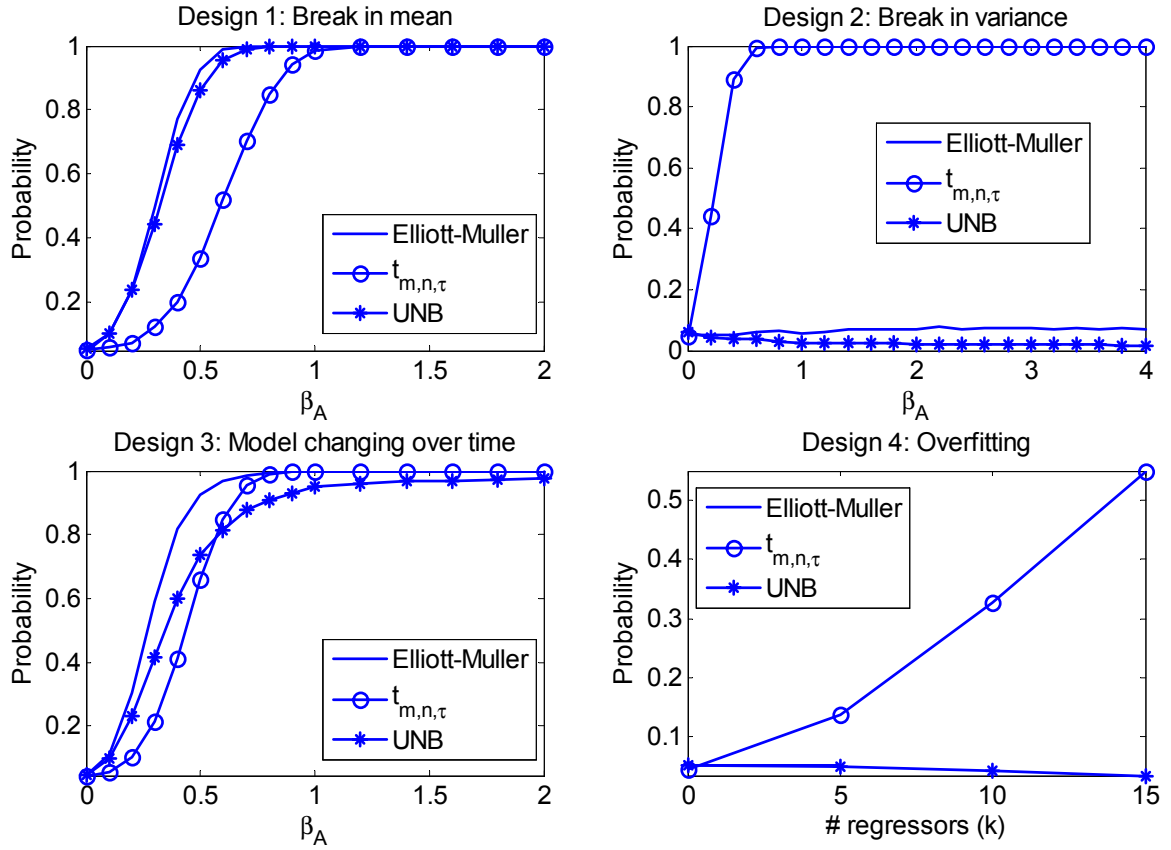 Design 1: Break in mean
1
0.8
0.6
0.4
0.2
Probability
Elliott-Muller
t_{m,n,τ}
UNB
0 0.5 1 1.5 2
β_A
Design 2: Break in variance
1
0.8
0.6
0.4
0.2
0
Probability
Elliott-Muller
t_{m,n,τ}
UNB
0 1 2 3 4
β_A
Design 3: Model changing over time
1
0.8
0.6
0.4
0.2
Probability
Elliott-Muller
t_{m,n,τ}
UNB
0 0.5 1 1.5 2
β_A
Design 4: Overfitting
0.5
0.4
0.3
0.2
0.1
Probability
Elliott-Muller
t_{m,n,τ}
UNB
0 5 10 15
# regressors (k)